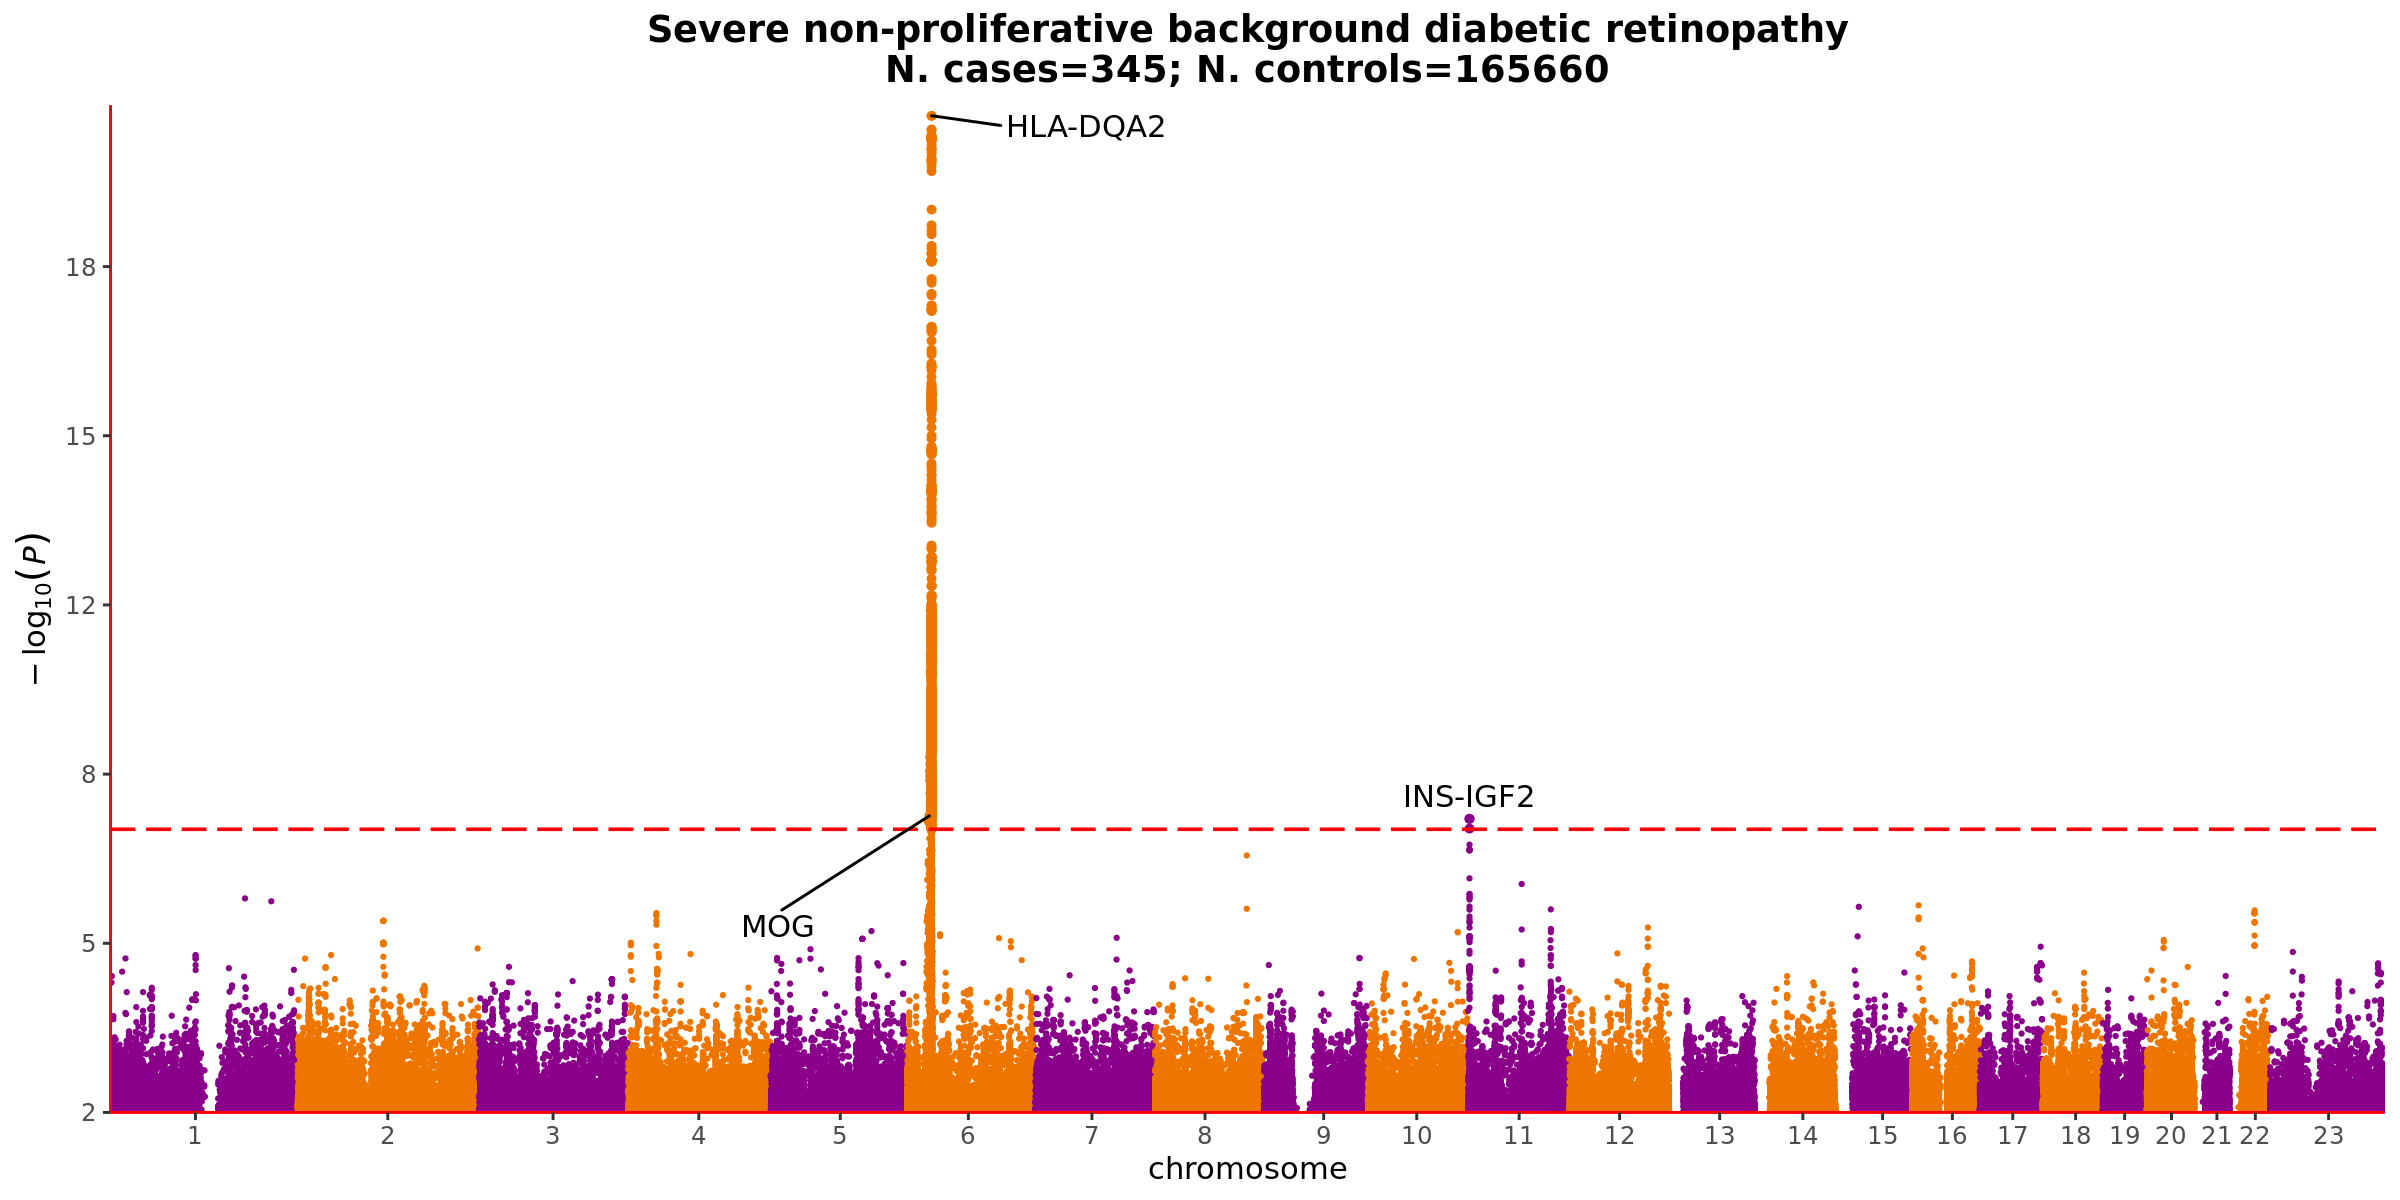 Severe non-proliferative background diabetic retinopathy
N. cases=345; N. controls=165660
HLA-DQA2
18
15
12
−log10(P)
8
INS-IGF2
MOG
5
2
1 2 3 4 5 6 7 8 9 10 11 12 13 14 15 16 17 18 19 20 21 22 23
chromosome